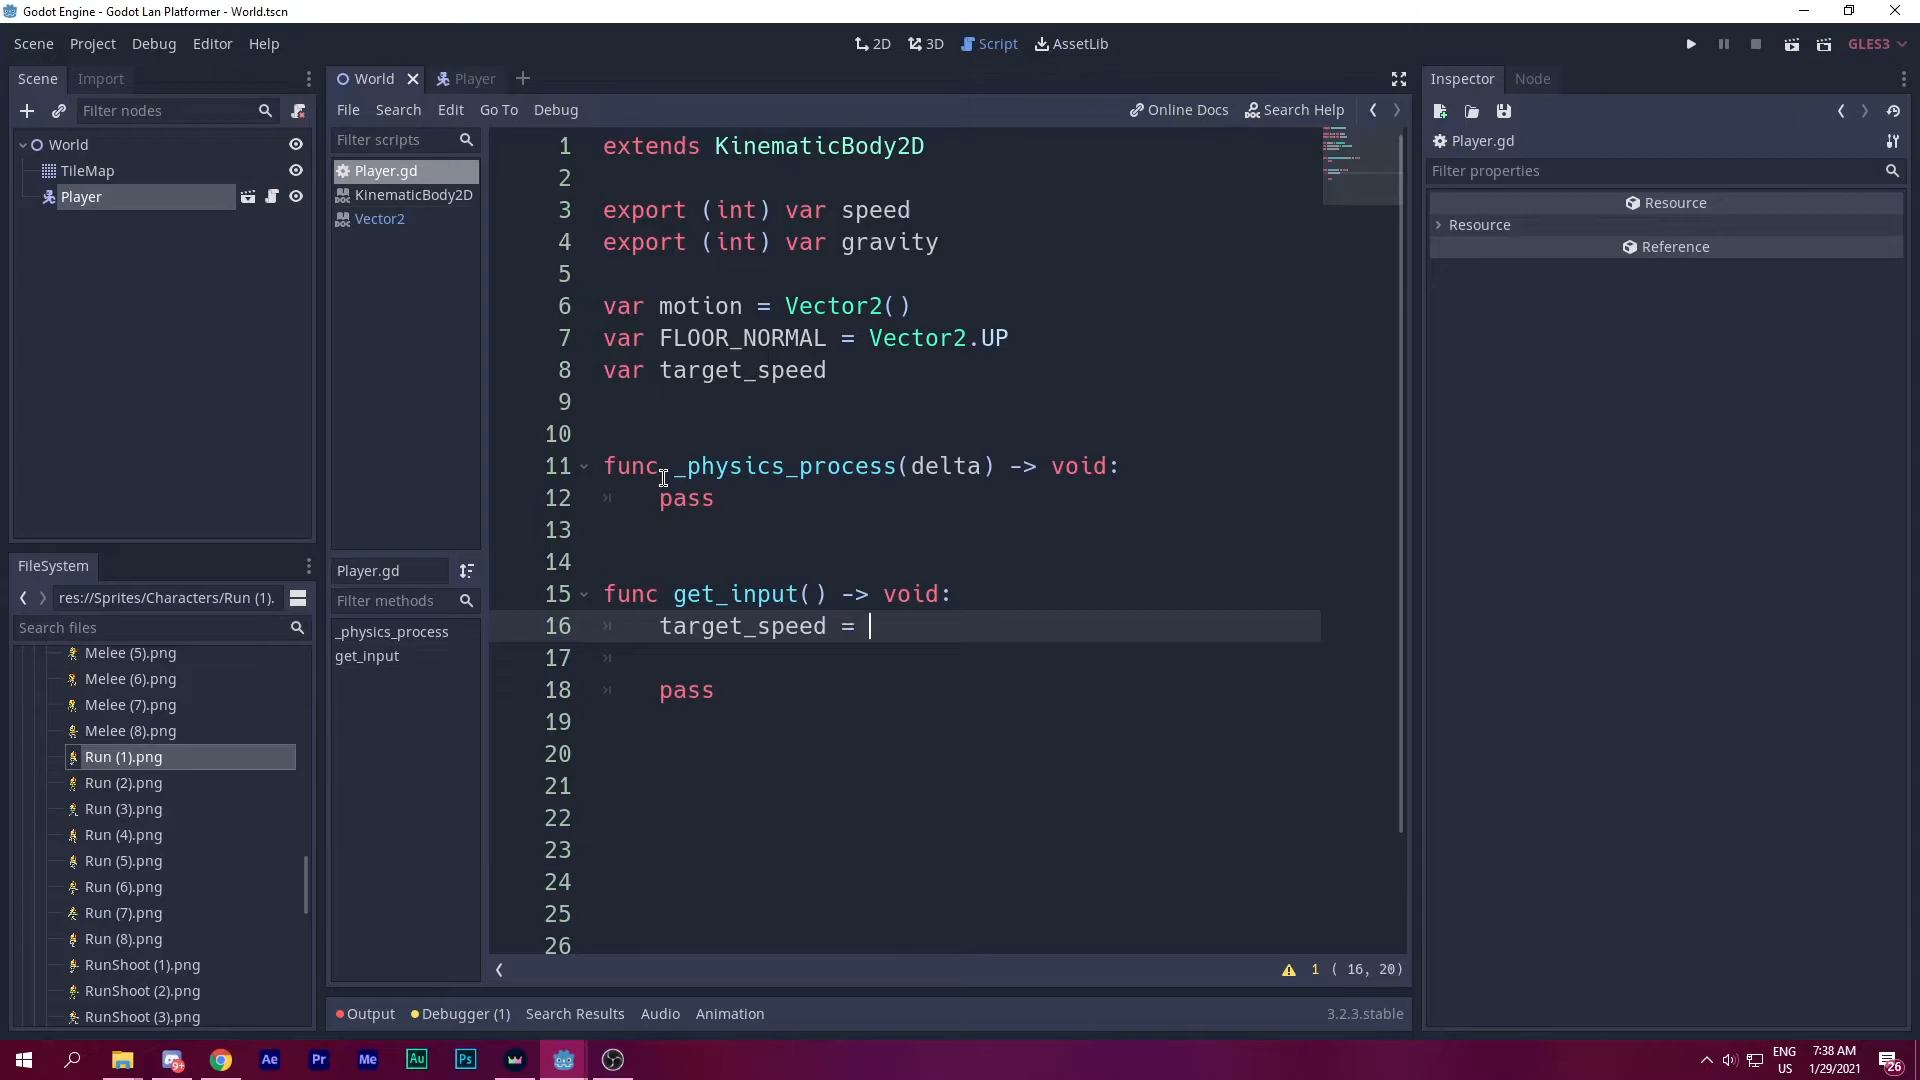 Godot Engine - Godot Lan Platformer - World.tscn
Scene Project Debug Editor Help
2D 3D Script AssetLib
GLES3
Scene Import
Filter nodes
World
TileMap
Player
FileSystem
res://Sprites/Characters/Run (1).
Search files
Melee (5).png
Melee (6).png
Melee (7).png
Melee (8).png
Run (1).png
Run (2).png
Run (3).png
Run (4).png
Run (5).png
Run (6).png
Run (7).png
Run (8).png
RunShoot (1).png
RunShoot (2).png
RunShoot (3).png
World Player
File Search Edit Go To Debug
Online Docs Search Help
Filter scripts
Player.gd
KinematicBody2D
Vector2
Player.gd
Filter methods
_physics_process
get_input
1 extends KinematicBody2D
2
3 export (int) var speed
4 export (int) var gravity
5
6 var motion = Vector2()
7 var FLOOR_NORMAL = Vector2.UP
8 var target_speed
9
10
11 func _physics_process(delta) -> void:
12 pass
13
14
15 func get_input() -> void:
16 target_speed =
17
18 pass
19
20
21
22
23
24
25
26
1 ( 16, 20)
Output Debugger (1) Search Results Audio Animation
3.2.3.stable
Inspector Node
Player.gd
Filter properties
Resource
Resource
Reference
9+ Ae Pr Me Au Ps
ENG
US
7:38 AM
1/29/2021
26